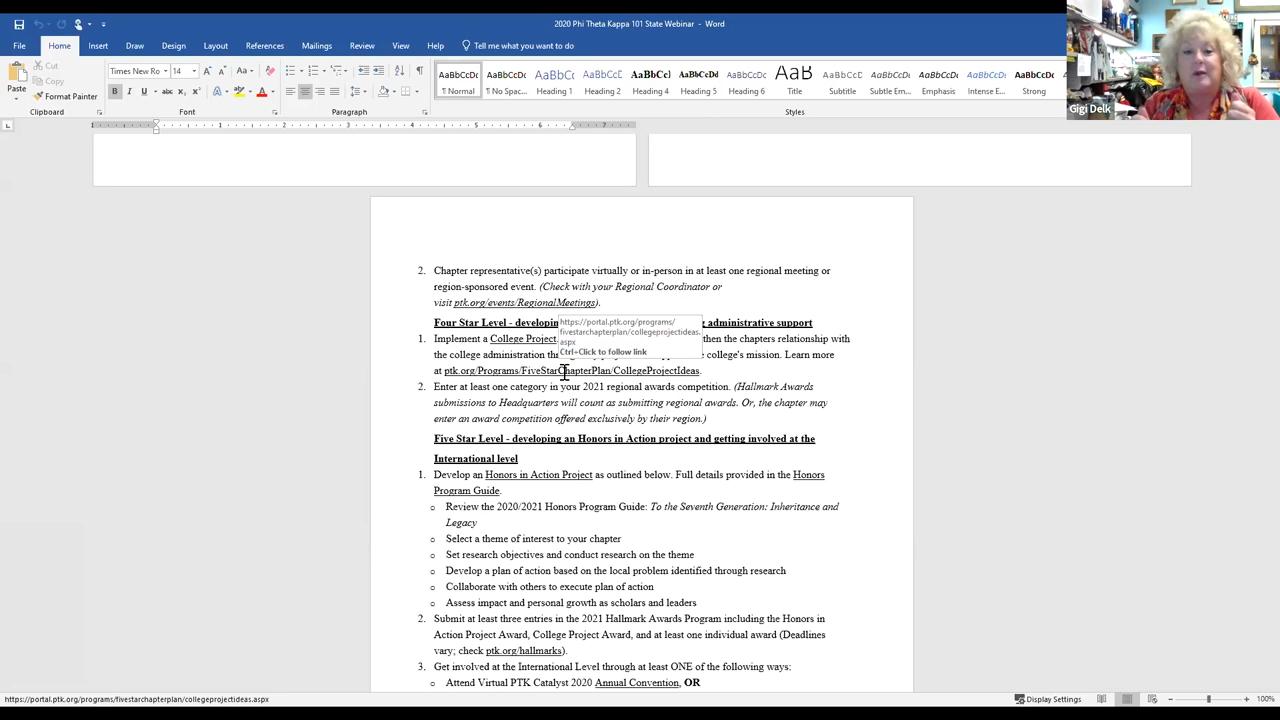 2020 Phi Theta Kappa 101 State Webinar - Word
File Home Insert Draw Design Layout References Mailings Review View Help Tell me what you want to do
Cut
Copy
Paste
Format Painter
Times New Ro 14
AaBbCcDc AaBbCcDc AaBbCc AaBbCcDd AaBbCcI AaBbCcDd AaBbCcDd AaB AaBbCcDd AaBbCcDd AaBbCcDd AaBbCcDd AaBbCcDc
¶ Normal ¶ No Spac... Heading 1 Heading 2 Heading 4 Heading 5 Heading 6 Title Subtitle Subtle Em... Emphasis Intense E... Strong
Clipboard Font Paragraph Styles
Gigi Delk
1 1 2 3 4 5 6 7
2. Chapter representative(s) participate virtually or in-person in at least one regional meeting or
region-sponsored event. (Check with your Regional Coordinator or
visit ptk.org/events/RegionalMeetings).
Four Star Level - developin g administrative support
1. Implement a College Project. then the chapters relationship with
the college administration college's mission. Learn more
at ptk.org/Programs/FiveStarChapterPlan/CollegeProjectIdeas.
https://portal.ptk.org/programs/
fivestarchapterplan/collegeprojectideas.
aspx
Ctrl+Click to follow link
2. Enter at least one category in your 2021 regional awards competition. (Hallmark Awards
submissions to Headquarters will count as submitting regional awards. Or, the chapter may
enter an award competition offered exclusively by their region.)
Five Star Level - developing an Honors in Action project and getting involved at the
International level
1. Develop an Honors in Action Project as outlined below. Full details provided in the Honors
Program Guide.
o Review the 2020/2021 Honors Program Guide: To the Seventh Generation: Inheritance and
Legacy
o Select a theme of interest to your chapter
o Set research objectives and conduct research on the theme
o Develop a plan of action based on the local problem identified through research
o Collaborate with others to execute plan of action
o Assess impact and personal growth as scholars and leaders
2. Submit at least three entries in the 2021 Hallmark Awards Program including the Honors in
Action Project Award, College Project Award, and at least one individual award (Deadlines
vary; check ptk.org/hallmarks).
3. Get involved at the International Level through at least ONE of the following ways:
o Attend Virtual PTK Catalyst 2020 Annual Convention, OR
https://portal.ptk.org/programs/fivestarchapterplan/collegeprojectideas.aspx
Display Settings
100%